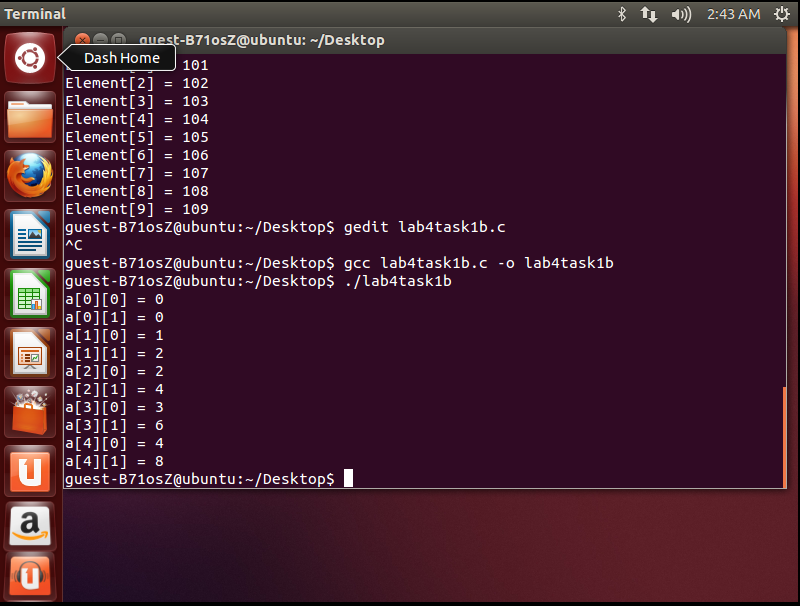 Terminal
2:43 AM
guest-B71osZ@ubuntu: ~/Desktop
Dash Home
= 101
Element[2] = 102
Element[3] = 103
Element[4] = 104
Element[5] = 105
Element[6] = 106
Element[7] = 107
Element[8] = 108
Element[9] = 109
guest-B71osZ@ubuntu:~/Desktop$ gedit lab4task1b.c
^C
guest-B71osZ@ubuntu:~/Desktop$ gcc lab4task1b.c -o lab4task1b
guest-B71osZ@ubuntu:~/Desktop$ ./lab4task1b
a[0][0] = 0
a[0][1] = 0
a[1][0] = 1
a[1][1] = 2
a[2][0] = 2
a[2][1] = 4
a[3][0] = 3
a[3][1] = 6
a[4][0] = 4
a[4][1] = 8
guest-B71osZ@ubuntu:~/Desktop$